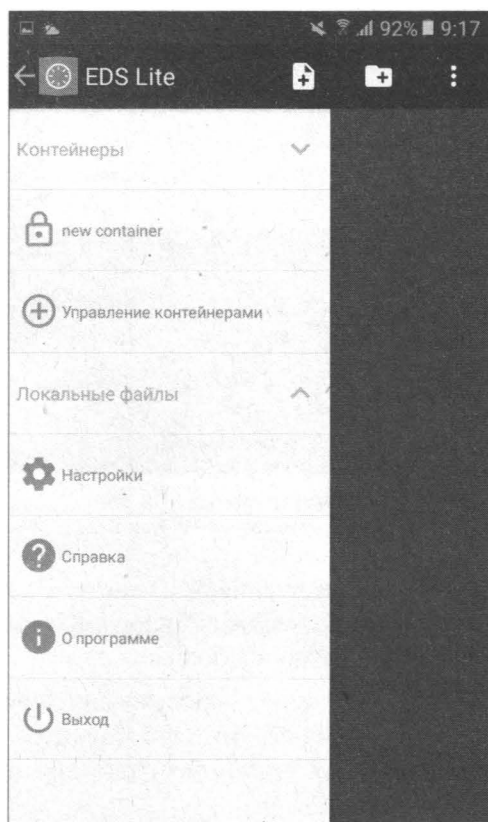 92% 9:17
EDS Lite
Контейнеры
new container
Управление контейнерами
Локальные файлы
Настройки
Справка
О программе
Выход